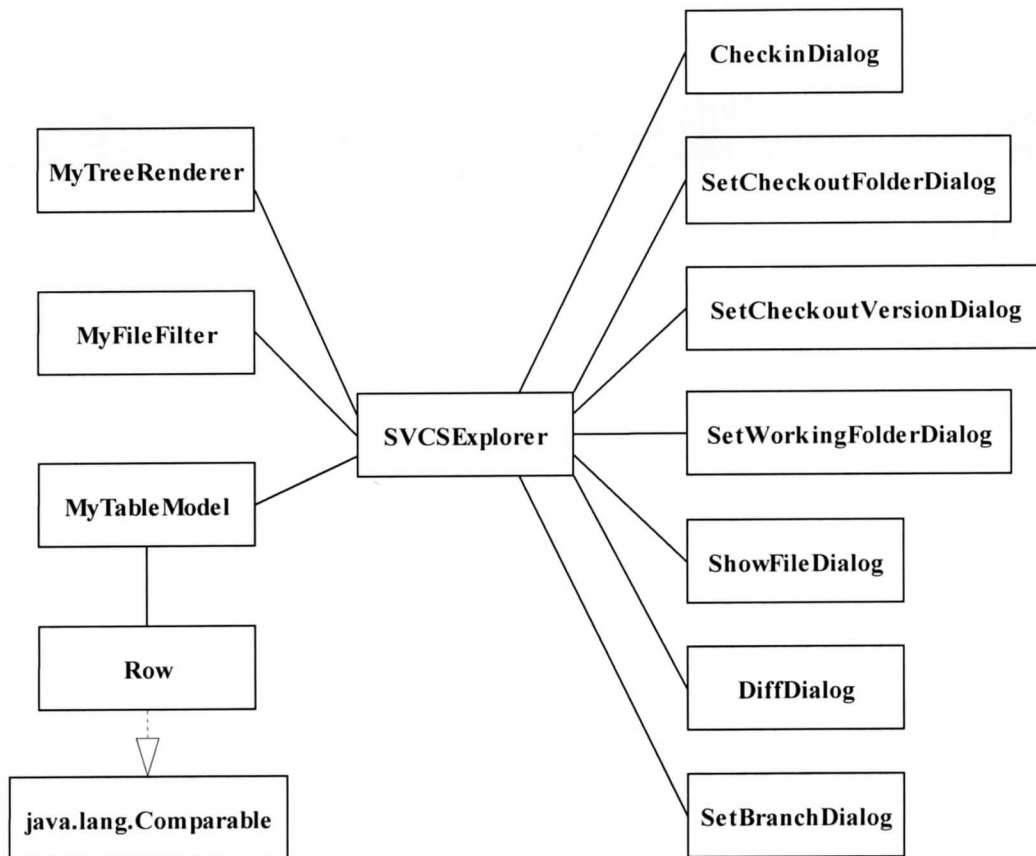 CheckinDialog
MyTreeRenderer
SetCheckoutFolderDialog
MyFileFilter
SetCheckoutVersionDialog
SVCSExplorer
SetWorkingFolderDialog
MyTableModel
ShowFileDialog
Row
DiffDialog
java.lang.Comparable
SetBranchDialog